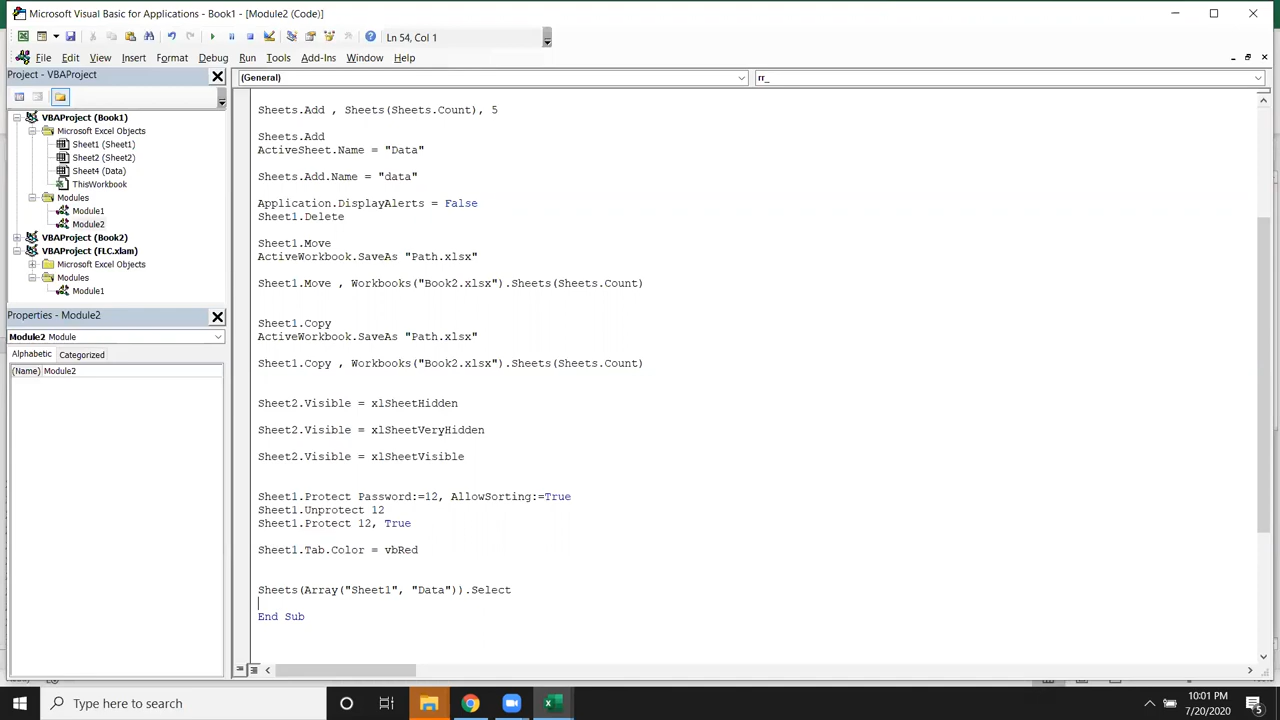 Microsoft Visual Basic for Applications - Book1 - [Module2 (Code)]
Ln 54, Col 1
File Edit View Insert Format Debug Run Tools Add-Ins Window Help
Project - VBAProject
(General)
rr_
VBAProject (Book1)
Microsoft Excel Objects
Sheet1 (Sheet1)
Sheet2 (Sheet2)
Sheet4 (Data)
ThisWorkbook
Modules
Module1
Module2
VBAProject (Book2)
VBAProject (FLC.xlam)
Microsoft Excel Objects
Modules
Module1
Properties - Module2
Module2 Module
Alphabetic Categorized
(Name) Module2
Sheets.Add , Sheets(Sheets.Count), 5
Sheets.Add
ActiveSheet.Name = "Data"
Sheets.Add.Name = "data"
Application.DisplayAlerts = False
Sheet1.Delete
Sheet1.Move
ActiveWorkbook.SaveAs "Path.xlsx"
Sheet1.Move , Workbooks("Book2.xlsx").Sheets(Sheets.Count)
Sheet1.Copy
ActiveWorkbook.SaveAs "Path.xlsx"
Sheet1.Copy , Workbooks("Book2.xlsx").Sheets(Sheets.Count)
Sheet2.Visible = xlSheetHidden
Sheet2.Visible = xlSheetVeryHidden
Sheet2.Visible = xlSheetVisible
Sheet1.Protect Password:=12, AllowSorting:=True
Sheet1.Unprotect 12
Sheet1.Protect 12, True
Sheet1.Tab.Color = vbRed
Sheets(Array("Sheet1", "Data")).Select
End Sub
Type here to search
10:01 PM
7/20/2020
5